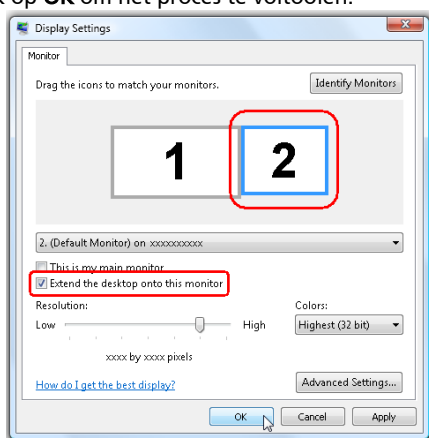 op OK om het proces te voltooien.
Display Settings
Monitor
Drag the icons to match your monitors.
Identify Monitors
1
2
2. (Default Monitor) on xxxxxxxxxx
This is my main monitor
Extend the desktop onto this monitor
Resolution:
Colors:
Low
High
Highest (32 bit)
xxxx by xxxx pixels
How do I get the best display?
Advanced Settings...
OK
Cancel
Apply